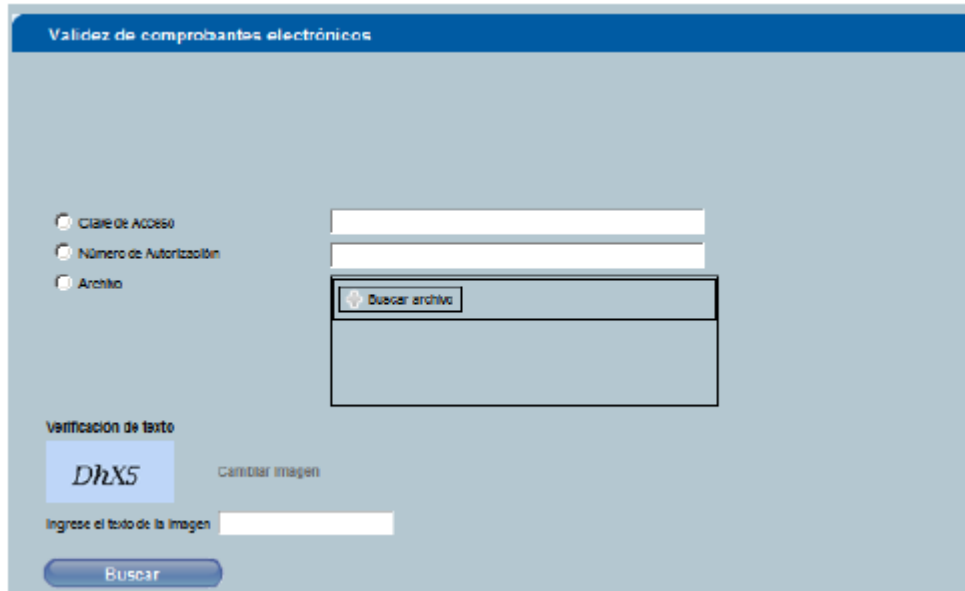 Validez de comprobantes electrónicos
Clave de Acceso
Número de Autorización
Archivo
Buscar archivo
Verificación de texto
DhX5
Cambiar imagen
Ingrese el texto de la imagen
Buscar